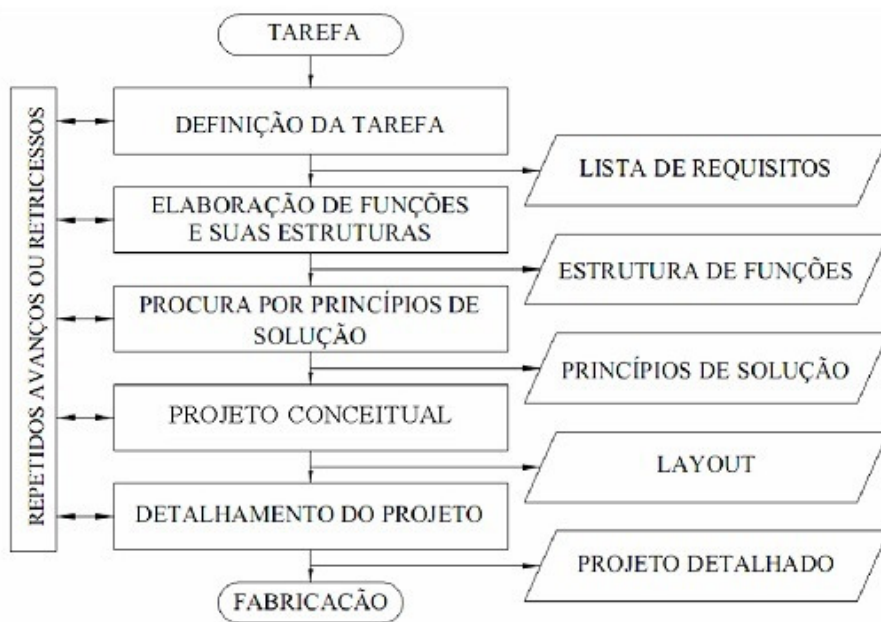 TAREFA
DEFINIÇÃO DA TAREFA
LISTA DE REQUISITOS
ELABORAÇÃO DE FUNÇÕES
E SUAS ESTRUTURAS
ESTRUTURA DE FUNÇÕES
PROCURA POR PRINCÍPIOS DE
SOLUÇÃO
PRINCÍPIOS DE SOLUÇÃO
PROJETO CONCEITUAL
LAYOUT
DETALHAMENTO DO PROJETO
PROJETO DETALHADO
FABRICAÇÃO
REPETIDOS AVANÇOS OU RETRICESSOS